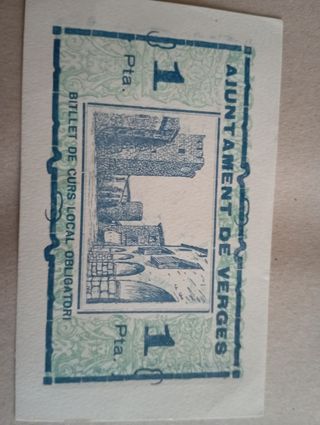 AJUNTAMENT DE VERGES
1 1
Pta. Pta.
BITLLET DE CURS LOCAL OBLIGATORI